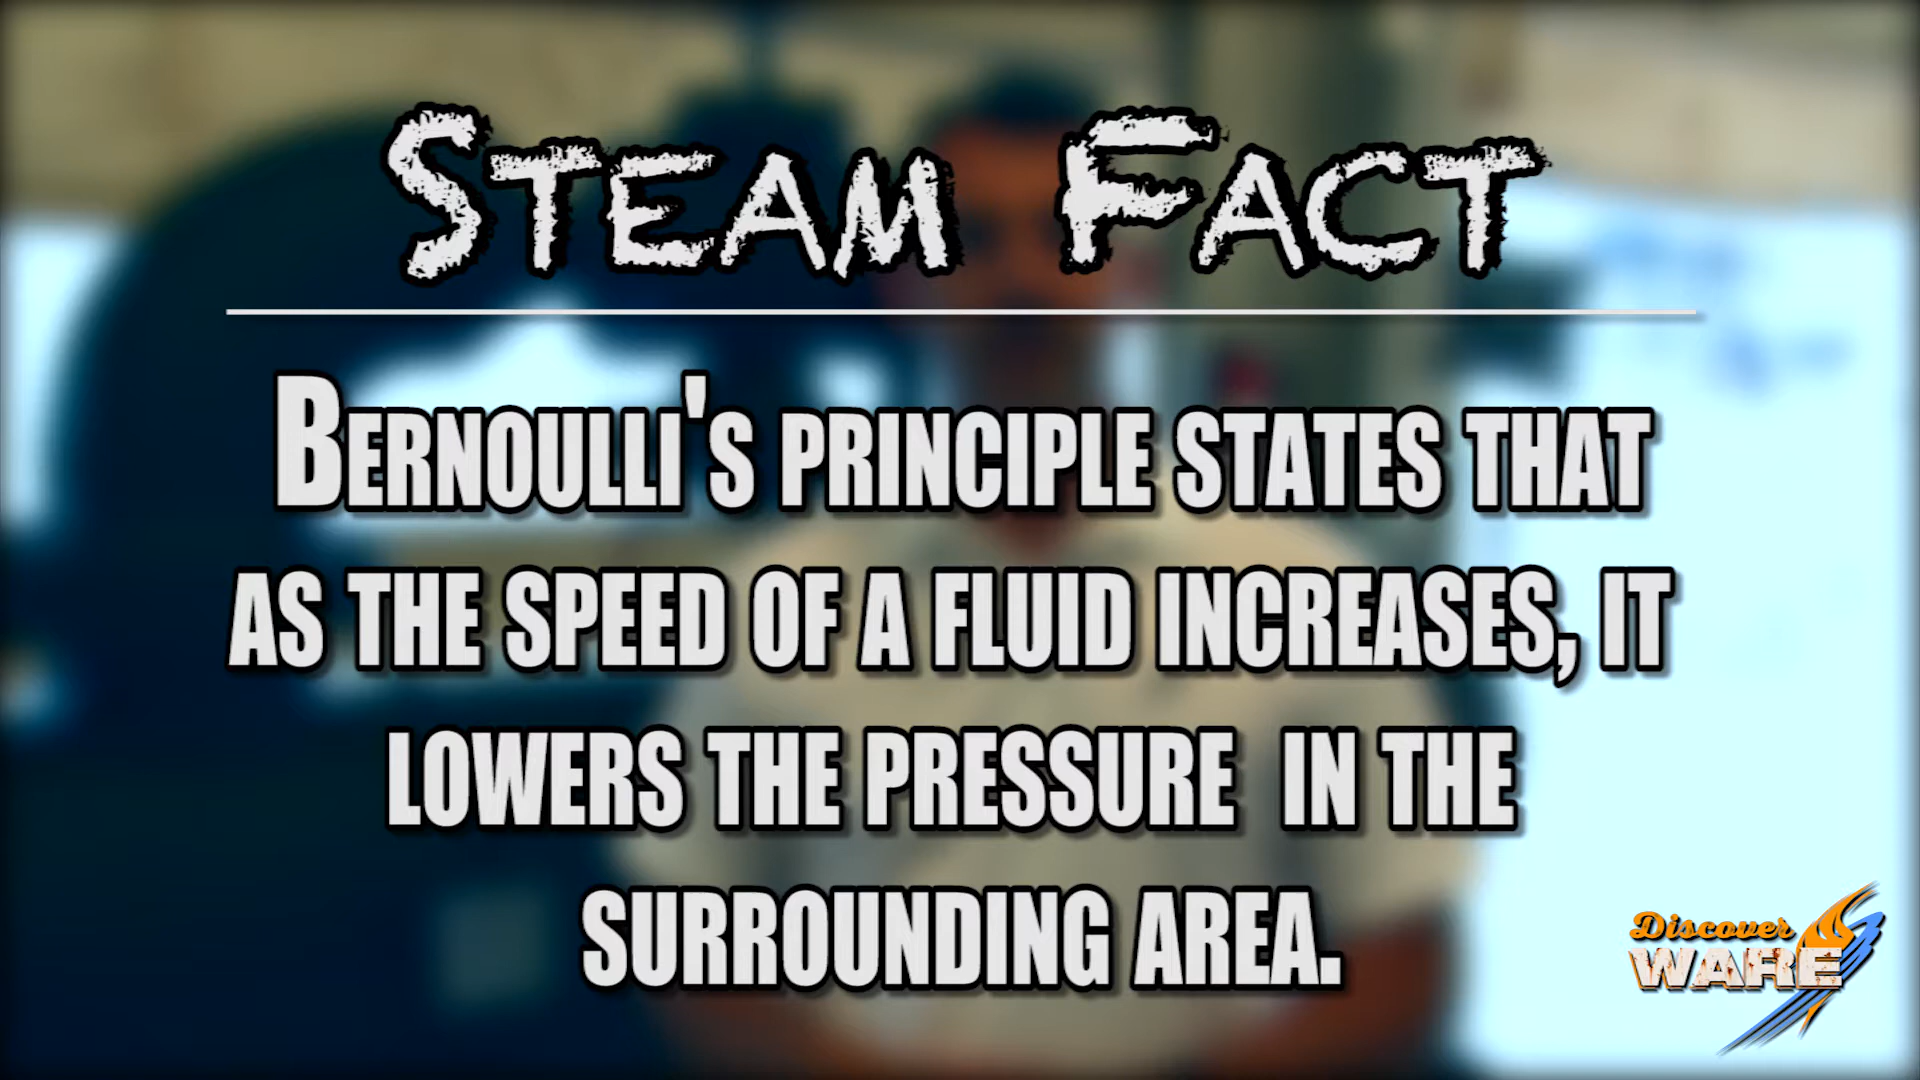 Steam Fact
Bernoulli's principle states that
as the speed of a fluid increases, it
lowers the pressure  in the
surrounding area.
Discover
WARE